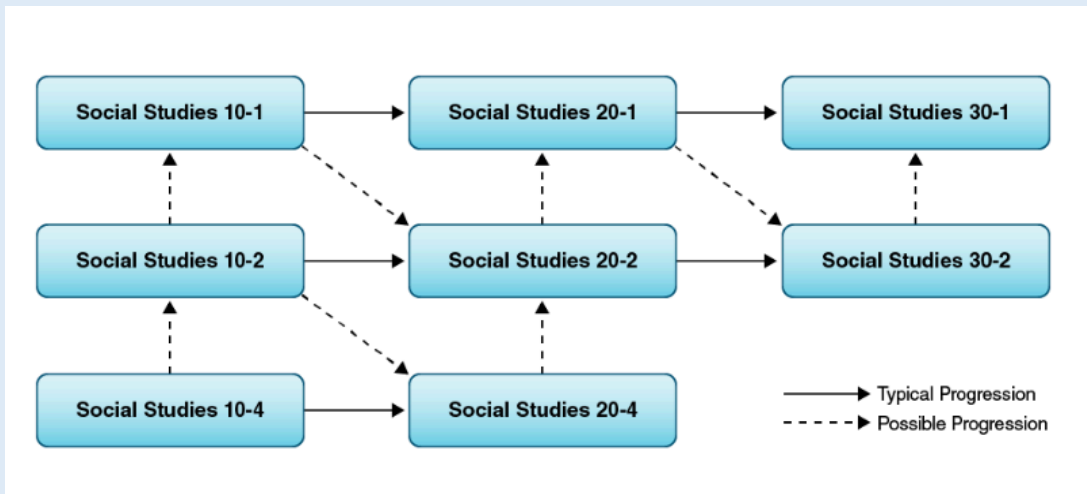 Social Studies 10-1
Social Studies 20-1
Social Studies 30-1
Social Studies 10-2
Social Studies 20-2
Social Studies 30-2
Social Studies 10-4
Social Studies 20-4
Typical Progression
Possible Progression